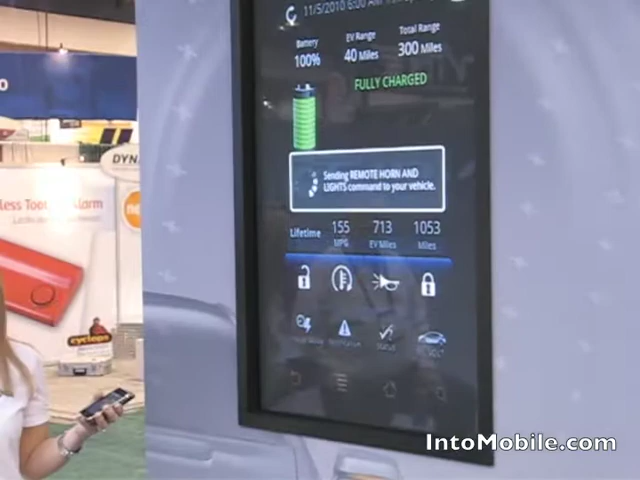 11/5/2010 6:00 AM
Battery EV Range Total Range
100% 40 Miles 300 Miles
FULLY CHARGED
DYN
less Alarm
Sending REMOTE HORN AND
LIGHTS command to your vehicle.
Lifetime 155 713 1053
MPG EV Miles Miles
Status
cyclops
IntoMobile.com